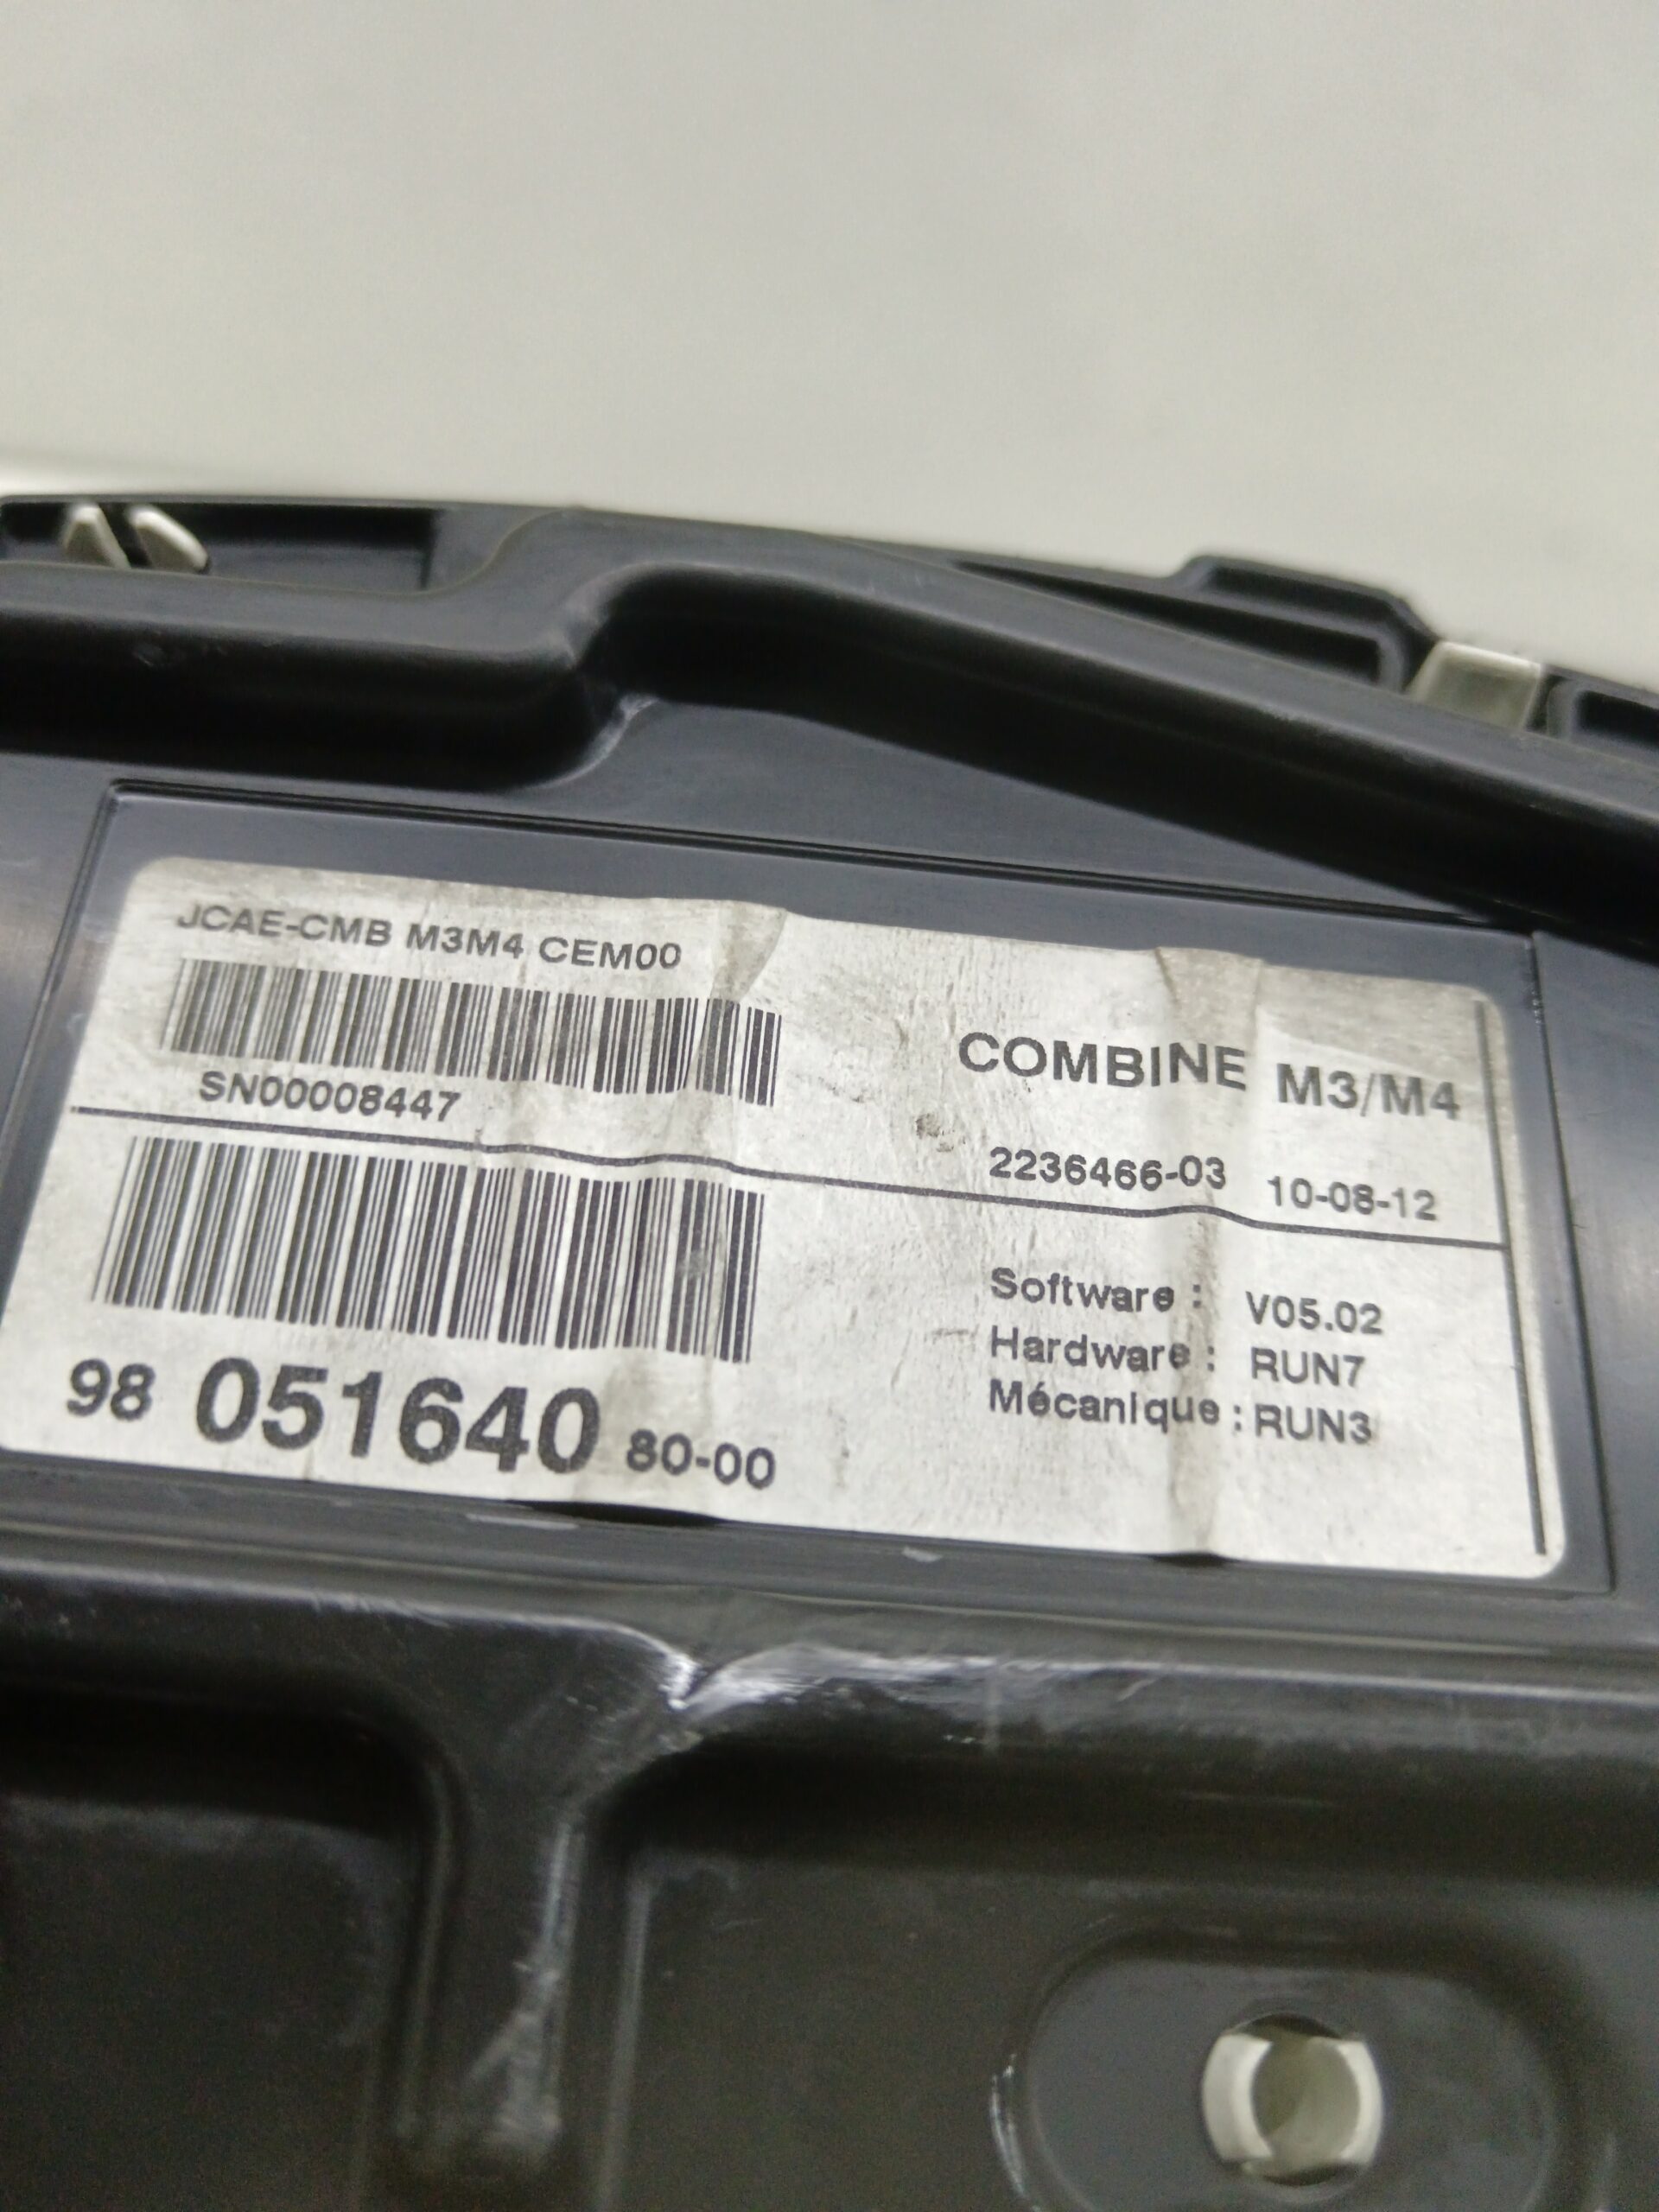 JCAE-CMB M3M4 CEM00
SN00008447
COMBINE M3/M4
2236466-03 10-08-12
98 051640 80-00
Software : V05.02
Hardware : RUN7
Mécanique : RUN3